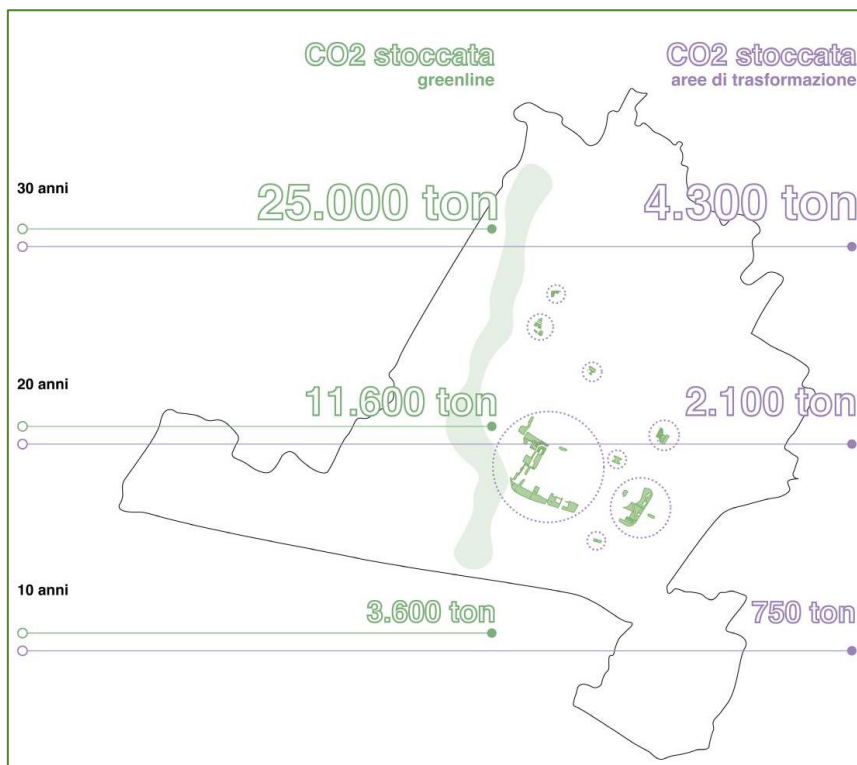 CO2 stoccata
greenline
CO2 stoccata
aree di trasformazione
30 anni
25.000 ton
4.300 ton
20 anni
11.600 ton
2.100 ton
10 anni
3.600 ton
750 ton